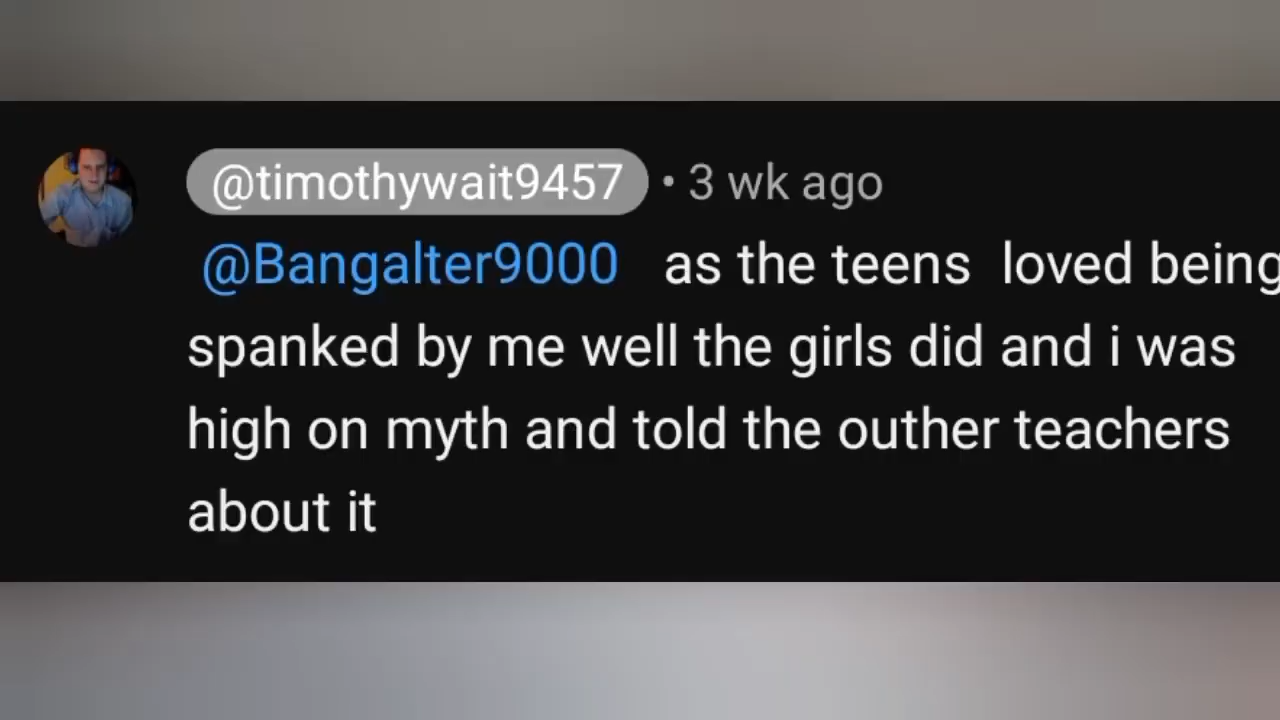 @timothywait9457 • 3 wk ago
@Bangalter9000 as the teens loved being
spanked by me well the girls did and i was
high on myth and told the outher teachers
about it